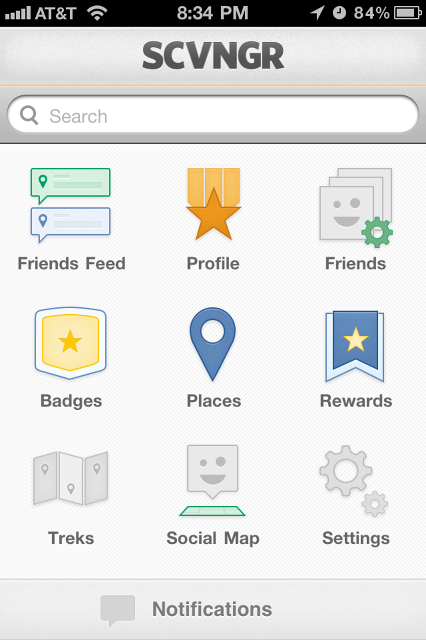 AT&T 8:34 PM 84%
SCVNGR
Search
Friends Feed Profile Friends
Badges Places Rewards
Treks Social Map Settings
Notifications